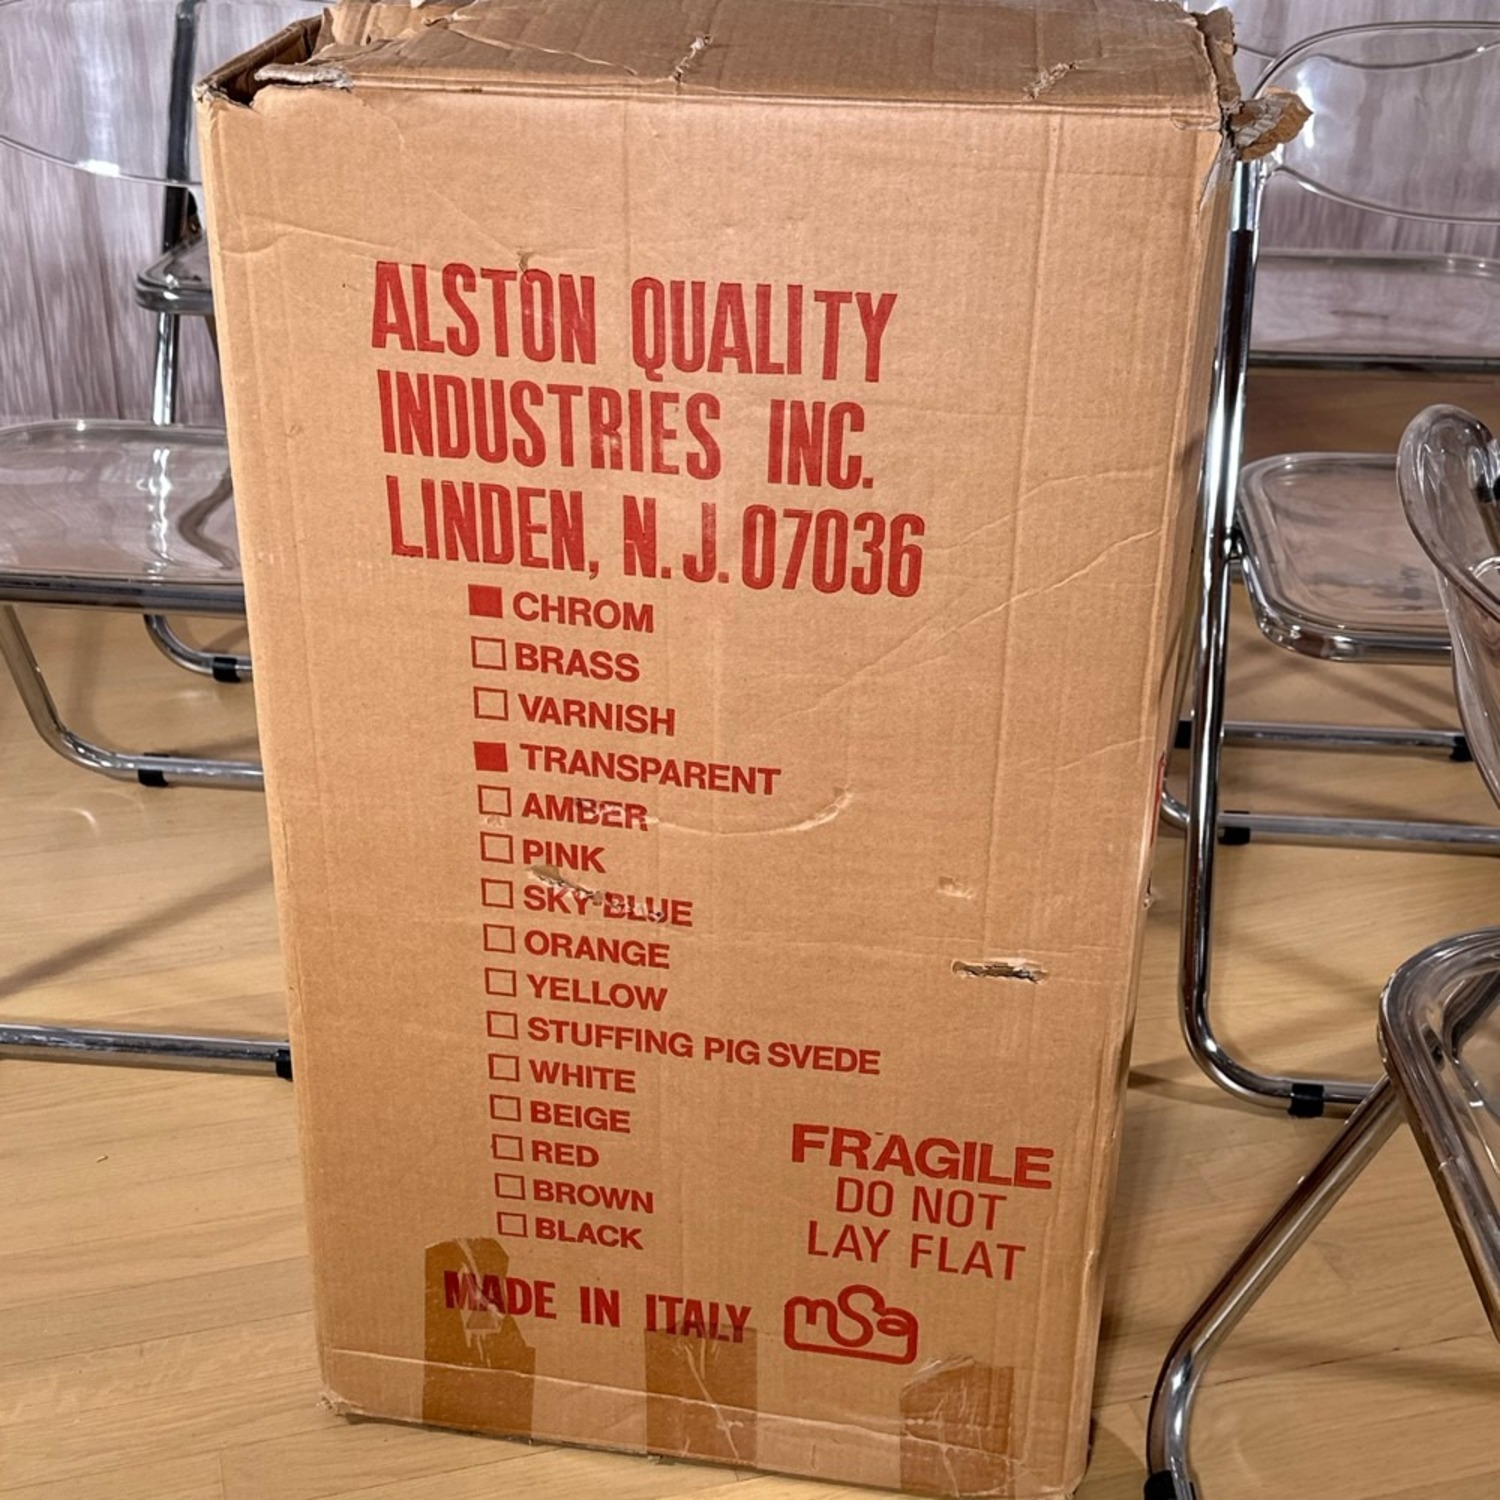 ALSTON QUALITY
INDUSTRIES INC.
LINDEN, N.J. 07036
CHROM
BRASS
VARNISH
TRANSPARENT
AMBER
PINK
SKY BLUE
ORANGE
YELLOW
STUFFING PIG SVEDE
WHITE
BEIGE
RED
BROWN
BLACK
FRAGILE
DO NOT
LAY FLAT
MADE IN ITALY
msa